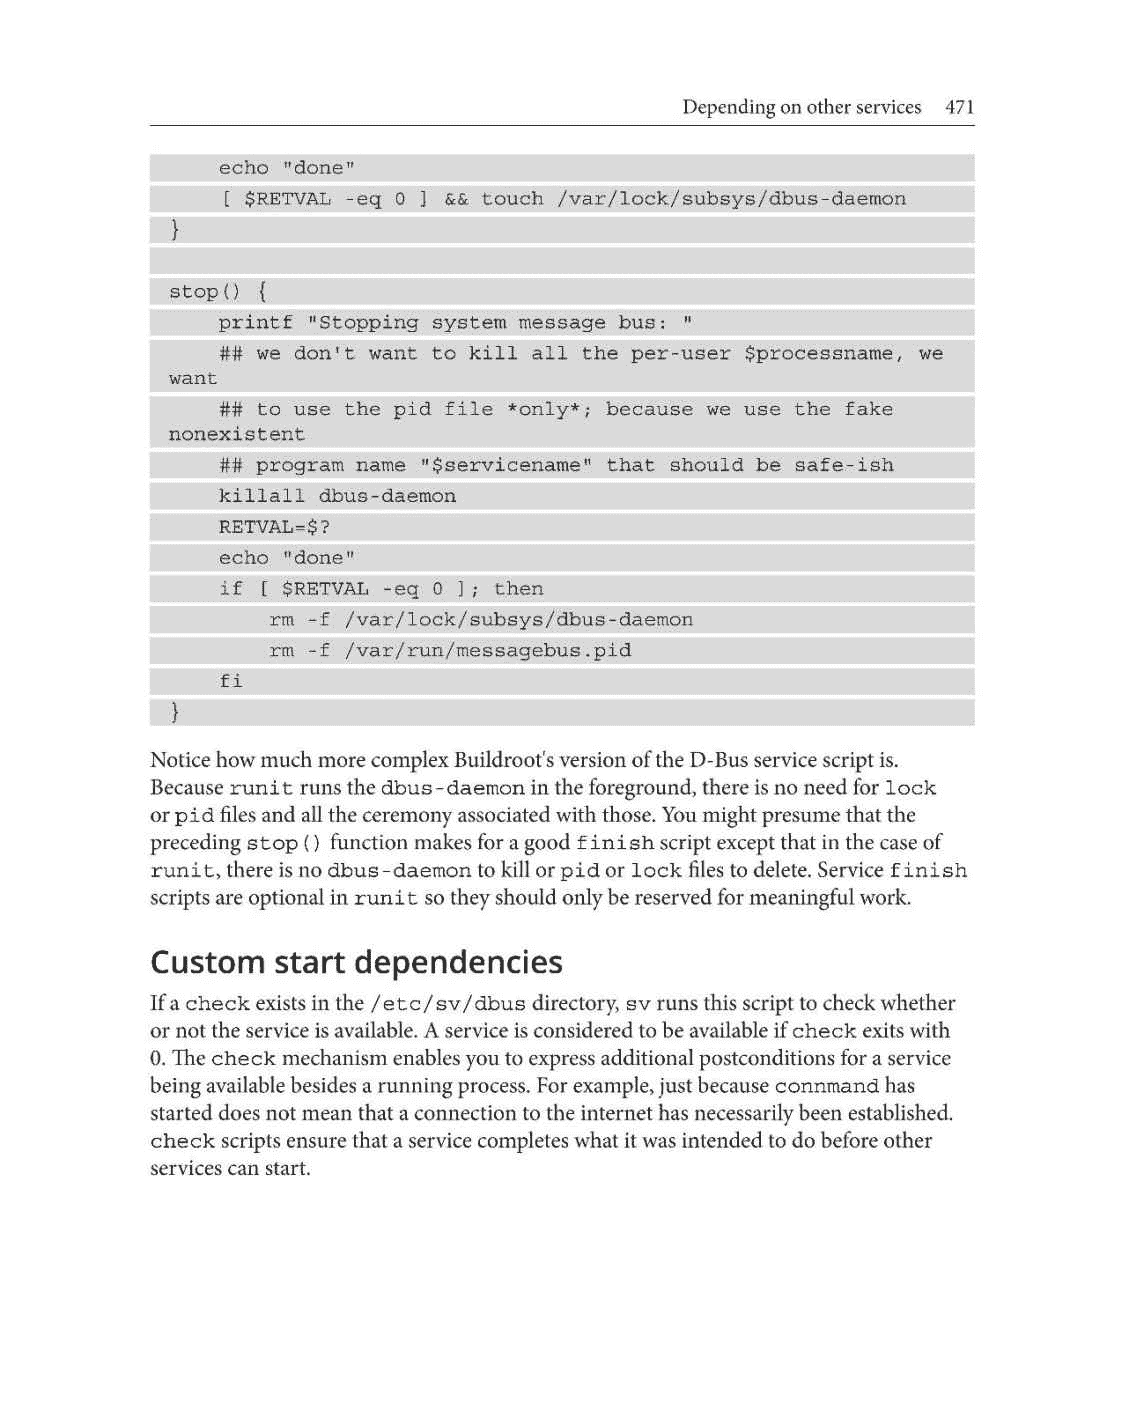 Depending on other services 471
echo "done"
[ $RETVAL -eq 0 ] && touch /var/lock/subsys/dbus-daemon
}
stop() {
printf "Stopping system message bus: "
## we don't want to kill all the per-user $processname, we
want
## to use the pid file *only*; because we use the fake
nonexistent
## program name "$servicename" that should be safe-ish
killall dbus-daemon
RETVAL=$?
echo "done"
if [ $RETVAL -eq 0 ]; then
rm -f /var/lock/subsys/dbus-daemon
rm -f /var/run/messagebus.pid
fi
}
Notice how much more complex Buildroot's version of the D-Bus service script is.
Because runit runs the dbus-daemon in the foreground, there is no need for lock
or pid files and all the ceremony associated with those. You might presume that the
preceding stop() function makes for a good finish script except that in the case of
runit, there is no dbus-daemon to kill or pid or lock files to delete. Service finish
scripts are optional in runit so they should only be reserved for meaningful work.
Custom start dependencies
If a check exists in the /etc/sv/dbus directory, sv runs this script to check whether
or not the service is available. A service is considered to be available if check exits with
0. The check mechanism enables you to express additional postconditions for a service
being available besides a running process. For example, just because connmand has
started does not mean that a connection to the internet has necessarily been established.
check scripts ensure that a service completes what it was intended to do before other
services can start.